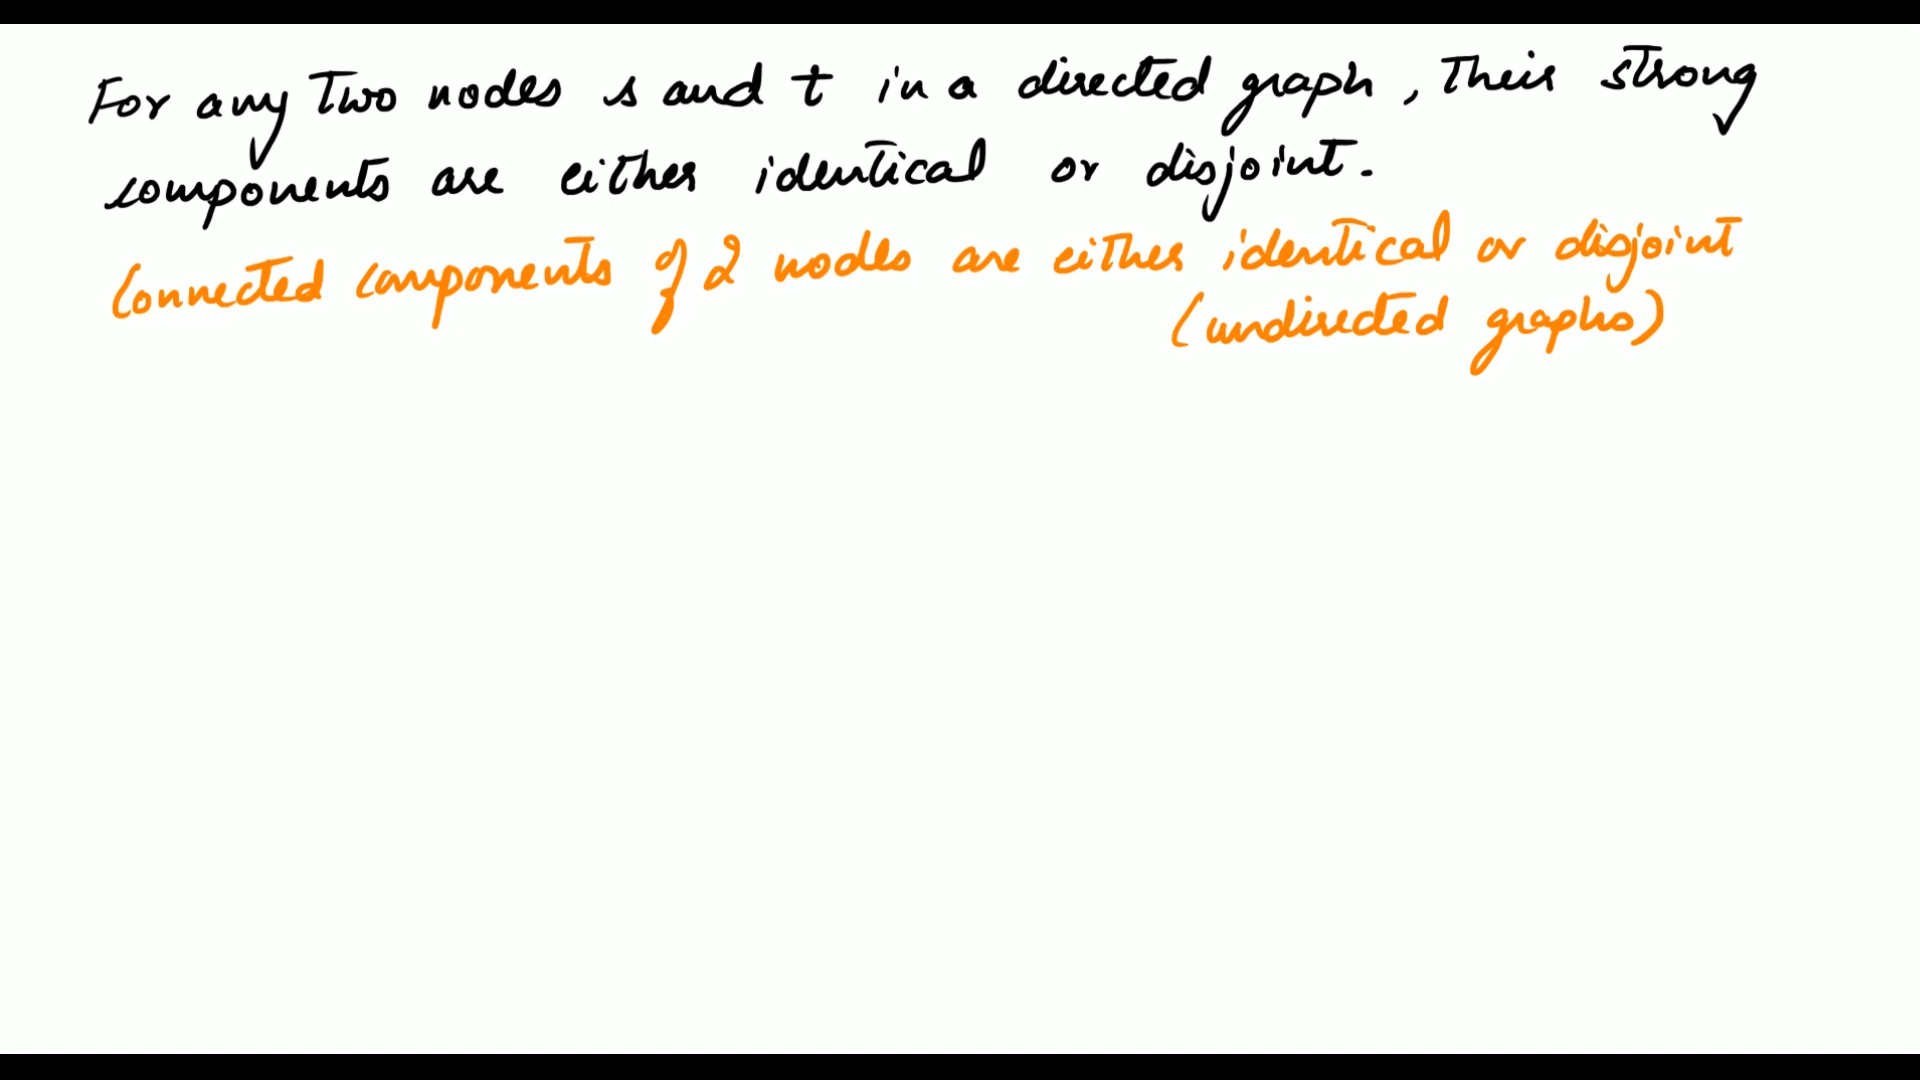 For any Two nodes s and t in a directed graph, Their strong
components are either identical or disjoint.
Connected components of 2 nodes are either identical or disjoint
(undirected graphs)